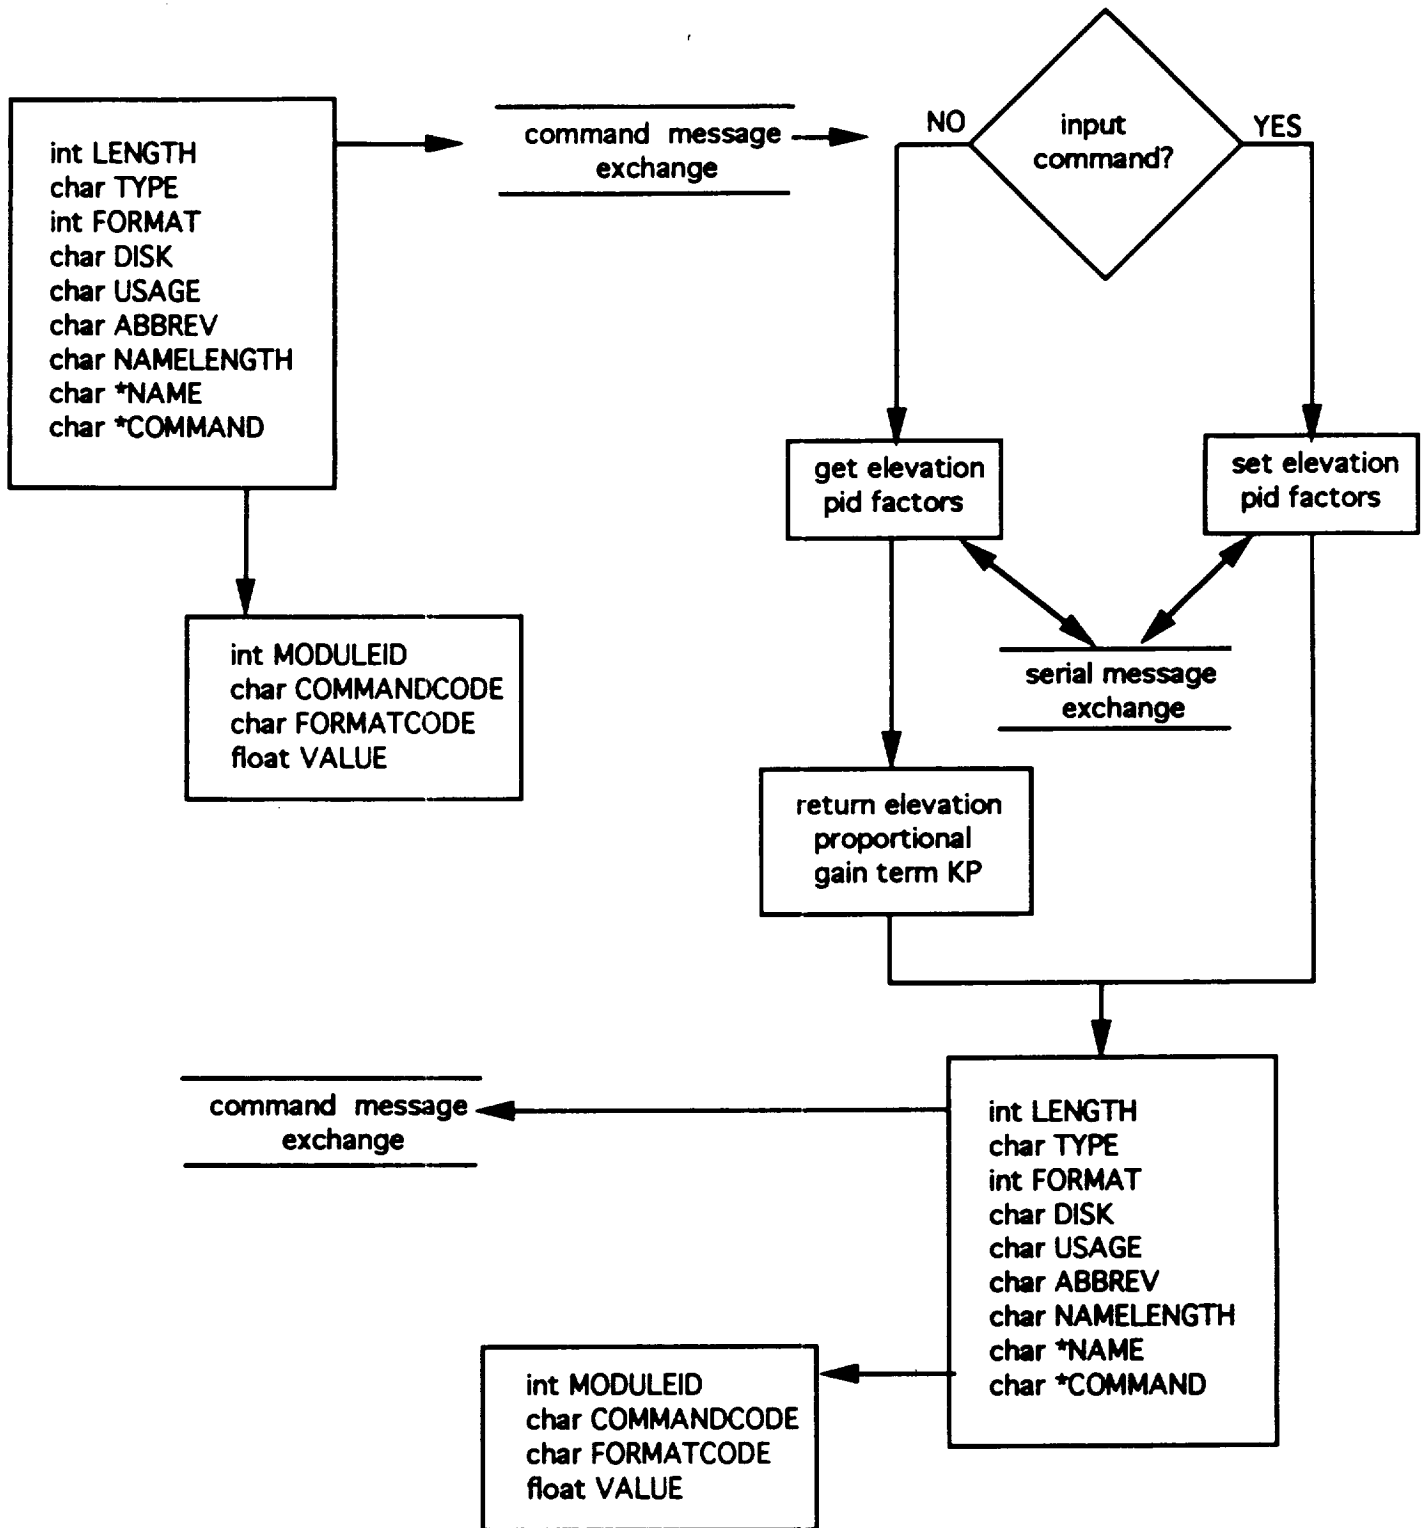 int LENGTH
char TYPE
int FORMAT
char DISK
char USAGE
char ABBREV
char NAMELENGTH
char *NAME
char *COMMAND
command message
exchange
NO
input
command?
YES
get elevation
pid factors
set elevation
pid factors
int MODULEID
char COMMANDCODE
char FORMATCODE
float VALUE
serial message
exchange
return elevation
proportional
gain term KP
command message
exchange
int LENGTH
char TYPE
int FORMAT
char DISK
char USAGE
char ABBREV
char NAMELENGTH
char *NAME
char *COMMAND
int MODULEID
char COMMANDCODE
char FORMATCODE
float VALUE